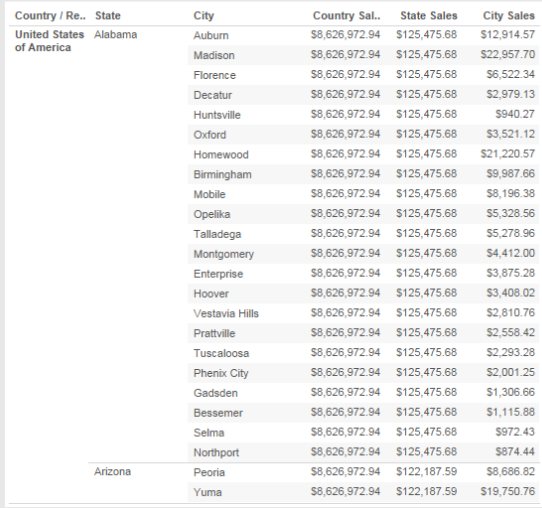 Country / Re.. State City Country Sal.. State Sales City Sales
United States of America Alabama Auburn $8,626,972.94 $125,475.68 $12,914.57
Madison $8,626,972.94 $125,475.68 $22,957.70
Florence $8,626,972.94 $125,475.68 $6,522.34
Decatur $8,626,972.94 $125,475.68 $2,979.13
Huntsville $8,626,972.94 $125,475.68 $940.27
Oxford $8,626,972.94 $125,475.68 $3,521.12
Homewood $8,626,972.94 $125,475.68 $21,220.57
Birmingham $8,626,972.94 $125,475.68 $9,987.66
Mobile $8,626,972.94 $125,475.68 $8,196.38
Opelika $8,626,972.94 $125,475.68 $5,328.56
Talladega $8,626,972.94 $125,475.68 $5,278.96
Montgomery $8,626,972.94 $125,475.68 $4,412.00
Enterprise $8,626,972.94 $125,475.68 $3,875.28
Hoover $8,626,972.94 $125,475.68 $3,408.02
Vestavia Hills $8,626,972.94 $125,475.68 $2,810.76
Prattville $8,626,972.94 $125,475.68 $2,558.42
Tuscaloosa $8,626,972.94 $125,475.68 $2,293.28
Phenix City $8,626,972.94 $125,475.68 $2,001.25
Gadsden $8,626,972.94 $125,475.68 $1,306.66
Bessemer $8,626,972.94 $125,475.68 $1,115.88
Selma $8,626,972.94 $125,475.68 $972.43
Northport $8,626,972.94 $125,475.68 $874.44
Arizona Peoria $8,626,972.94 $122,187.59 $8,686.82
Yuma $8,626,972.94 $122,187.59 $19,750.76